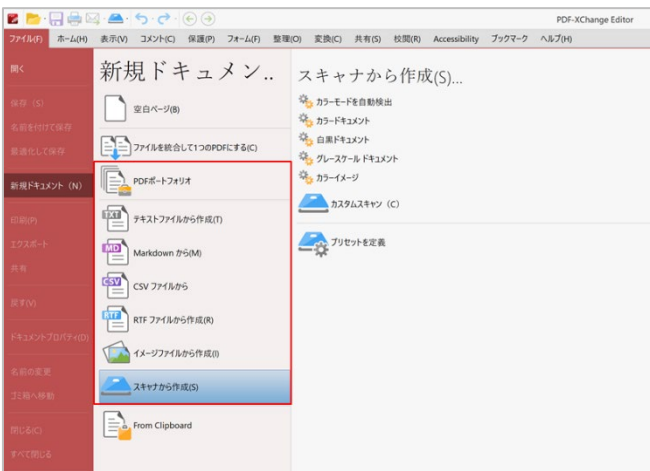 PDF-XChange Editor
ファイル(F) ホーム(H) 表示(V) コメント(C) 保護(P) フォーム(F) 整理(O) 変換(C) 共有(S) 校閲(R) Accessibility ブックマーク ヘルプ(H)
開く
保存 (S)
名前を付けて保存
最適化して保存
新規ドキュメント (N)
印刷(P)
エクスポート
共有
戻す(V)
ドキュメントプロパティ(D)
名前の変更
ゴミ箱へ移動
閉じる(C)
すべて閉じる
新規ドキュメン..
空白ページ(B)
ファイルを統合して1つのPDFにする(C)
PDFポートフォリオ
TXT テキストファイルから作成(T)
MD Markdown から(M)
CSV CSV ファイルから
RTF RTF ファイルから作成(R)
イメージファイルから作成(I)
スキャナから作成(S)
From Clipboard
スキャナから作成(S)...
カラーモードを自動検出
カラードキュメント
白黒ドキュメント
グレースケール ドキュメント
カラーイメージ
カスタムスキャン (C)
プリセットを定義